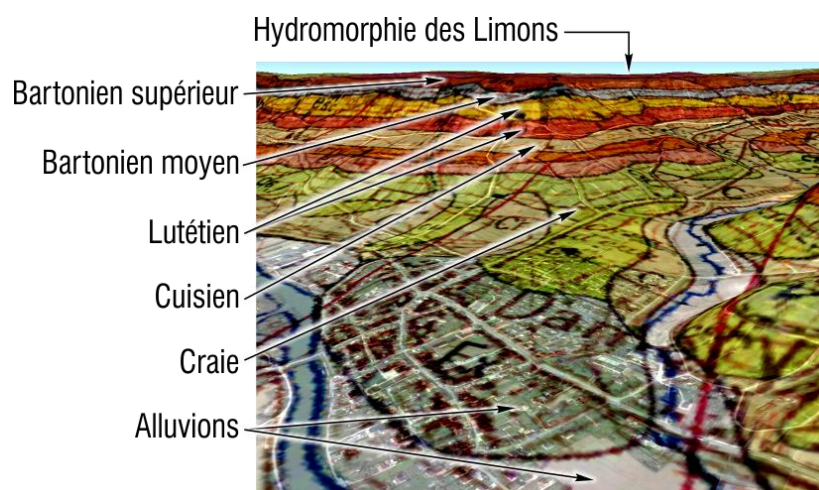 Hydromorphie des Limons
Bartonien supérieur
Bartonien moyen
Lutétien
Cuisien
Craie
Alluvions